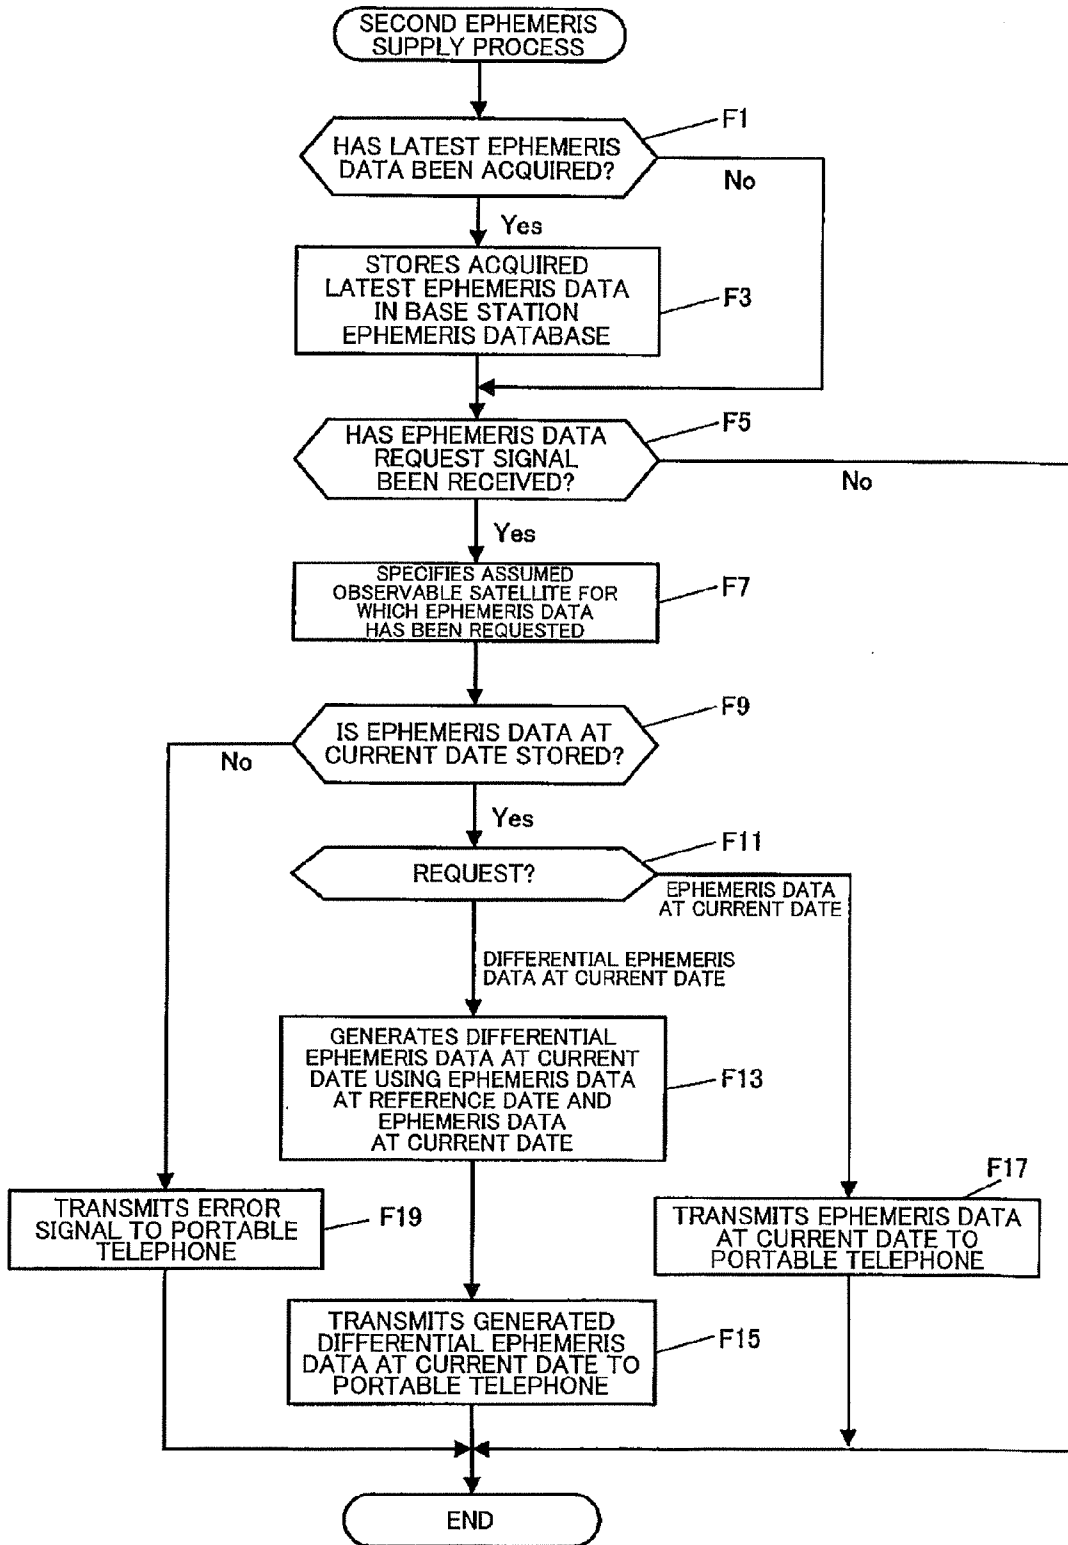 SECOND EPHEMERIS
SUPPLY PROCESS
F1
HAS LATEST EPHEMERIS
DATA BEEN ACQUIRED?
No
Yes
STORES ACQUIRED
LATEST EPHEMERIS DATA
IN BASE STATION
EPHEMERIS DATABASE
F3
F5
HAS EPHEMERIS DATA
REQUEST SIGNAL
BEEN RECEIVED?
No
Yes
SPECIFIES ASSUMED
OBSERVABLE SATELLITE FOR
WHICH EPHEMERIS DATA
HAS BEEN REQUESTED
F7
F9
IS EPHEMERIS DATA AT
CURRENT DATE STORED?
No
Yes
F11
REQUEST?
EPHEMERIS DATA
AT CURRENT DATE
DIFFERENTIAL EPHEMERIS
DATA AT CURRENT DATE
GENERATES DIFFERENTIAL
EPHEMERIS DATA AT CURRENT
DATE USING EPHEMERIS DATA
AT REFERENCE DATE AND
EPHEMERIS DATA
AT CURRENT DATE
F13
TRANSMITS ERROR
SIGNAL TO PORTABLE
TELEPHONE
F19
F17
TRANSMITS EPHEMERIS DATA
AT CURRENT DATE TO
PORTABLE TELEPHONE
TRANSMITS GENERATED
DIFFERENTIAL EPHEMERIS
DATA AT CURRENT DATE TO
PORTABLE TELEPHONE
F15
END